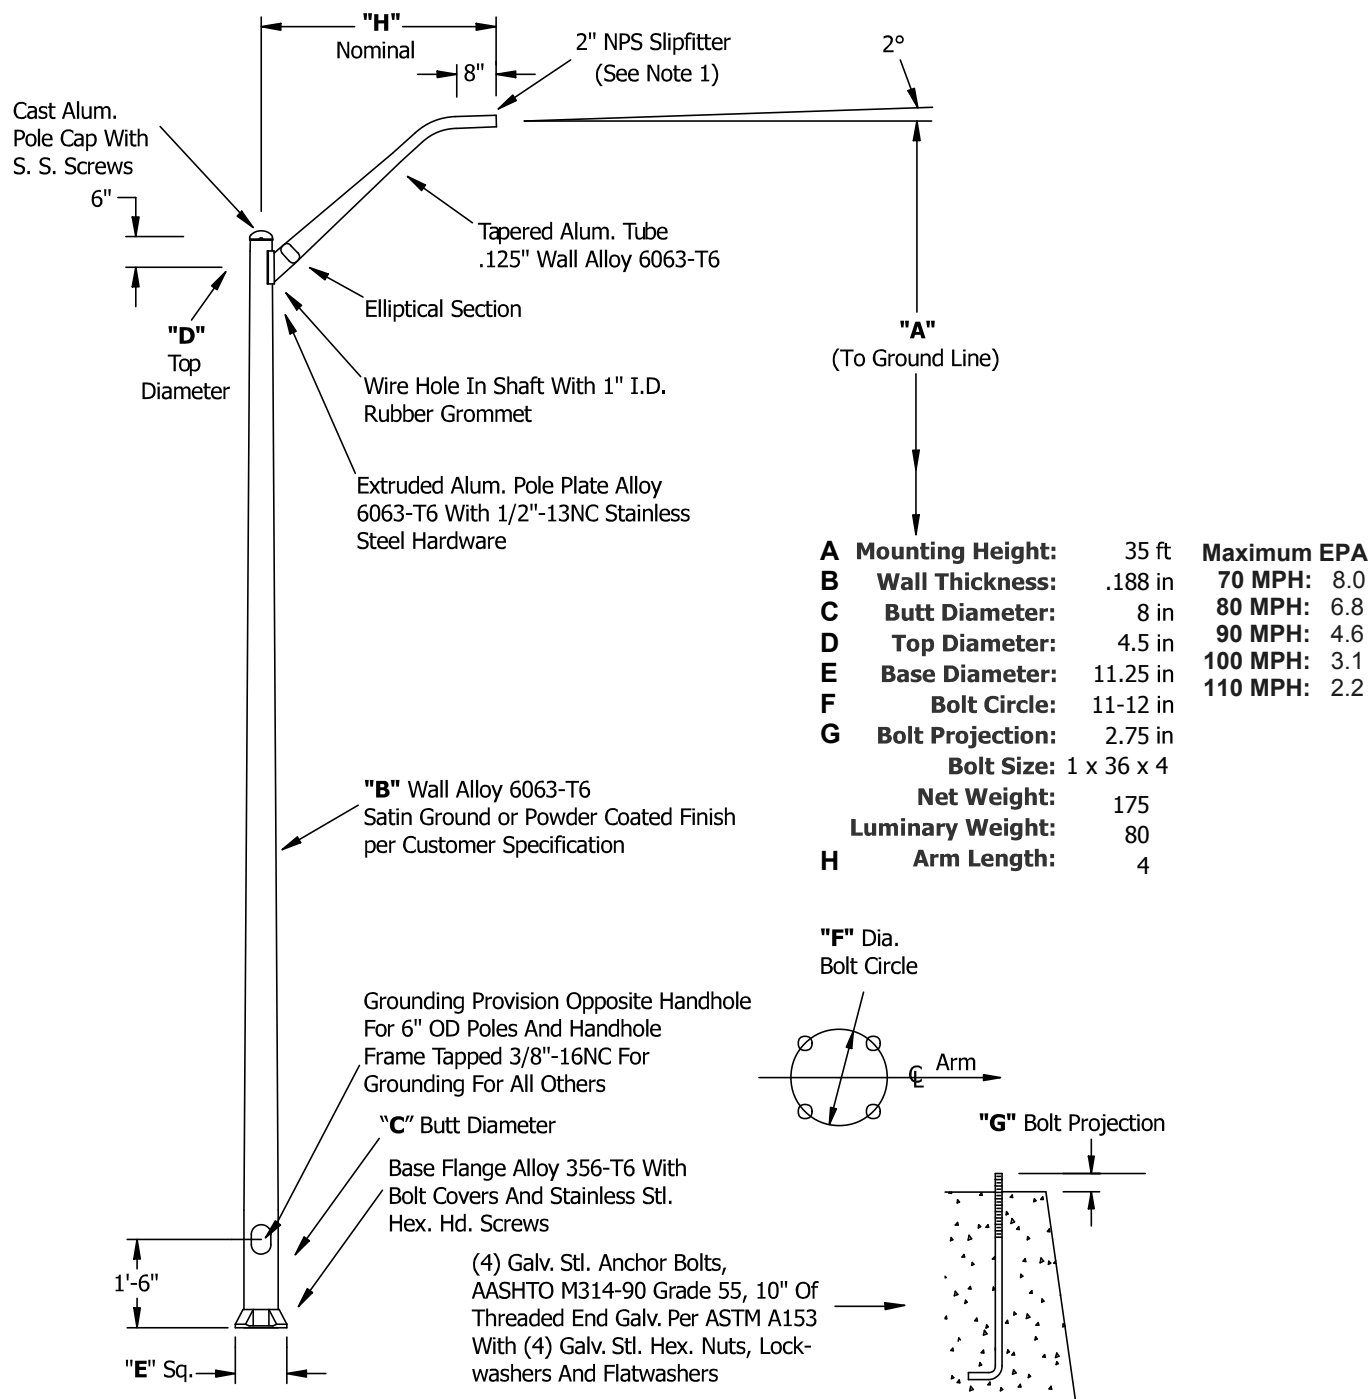 "H"
Nominal
8"
2" NPS Slipfitter
(See Note 1)
2°
Cast Alum.
Pole Cap With
S. S. Screws
6"
Tapered Alum. Tube
.125" Wall Alloy 6063-T6
Elliptical Section
"D"
Top
Diameter
"A"
(To Ground Line)
Wire Hole In Shaft With 1" I.D.
Rubber Grommet
Extruded Alum. Pole Plate Alloy
6063-T6 With 1/2"-13NC Stainless
Steel Hardware
A Mounting Height: 35 ft
B Wall Thickness: .188 in
C Butt Diameter: 8 in
D Top Diameter: 4.5 in
E Base Diameter: 11.25 in
F Bolt Circle: 11-12 in
G Bolt Projection: 2.75 in
Bolt Size: 1 x 36 x 4
Net Weight: 175
Luminary Weight: 80
H Arm Length: 4
Maximum EPA
70 MPH: 8.0
80 MPH: 6.8
90 MPH: 4.6
100 MPH: 3.1
110 MPH: 2.2
"B" Wall Alloy 6063-T6
Satin Ground or Powder Coated Finish
per Customer Specification
"F" Dia.
Bolt Circle
℄ Arm
Grounding Provision Opposite Handhole
For 6" OD Poles And Handhole
Frame Tapped 3/8"-16NC For
Grounding For All Others
“C” Butt Diameter
Base Flange Alloy 356-T6 With
Bolt Covers And Stainless Stl.
Hex. Hd. Screws
"G" Bolt Projection
1'-6"
(4) Galv. Stl. Anchor Bolts,
AASHTO M314-90 Grade 55, 10" Of
Threaded End Galv. Per ASTM A153
With (4) Galv. Stl. Hex. Nuts, Lock-
washers And Flatwashers
"E" Sq.